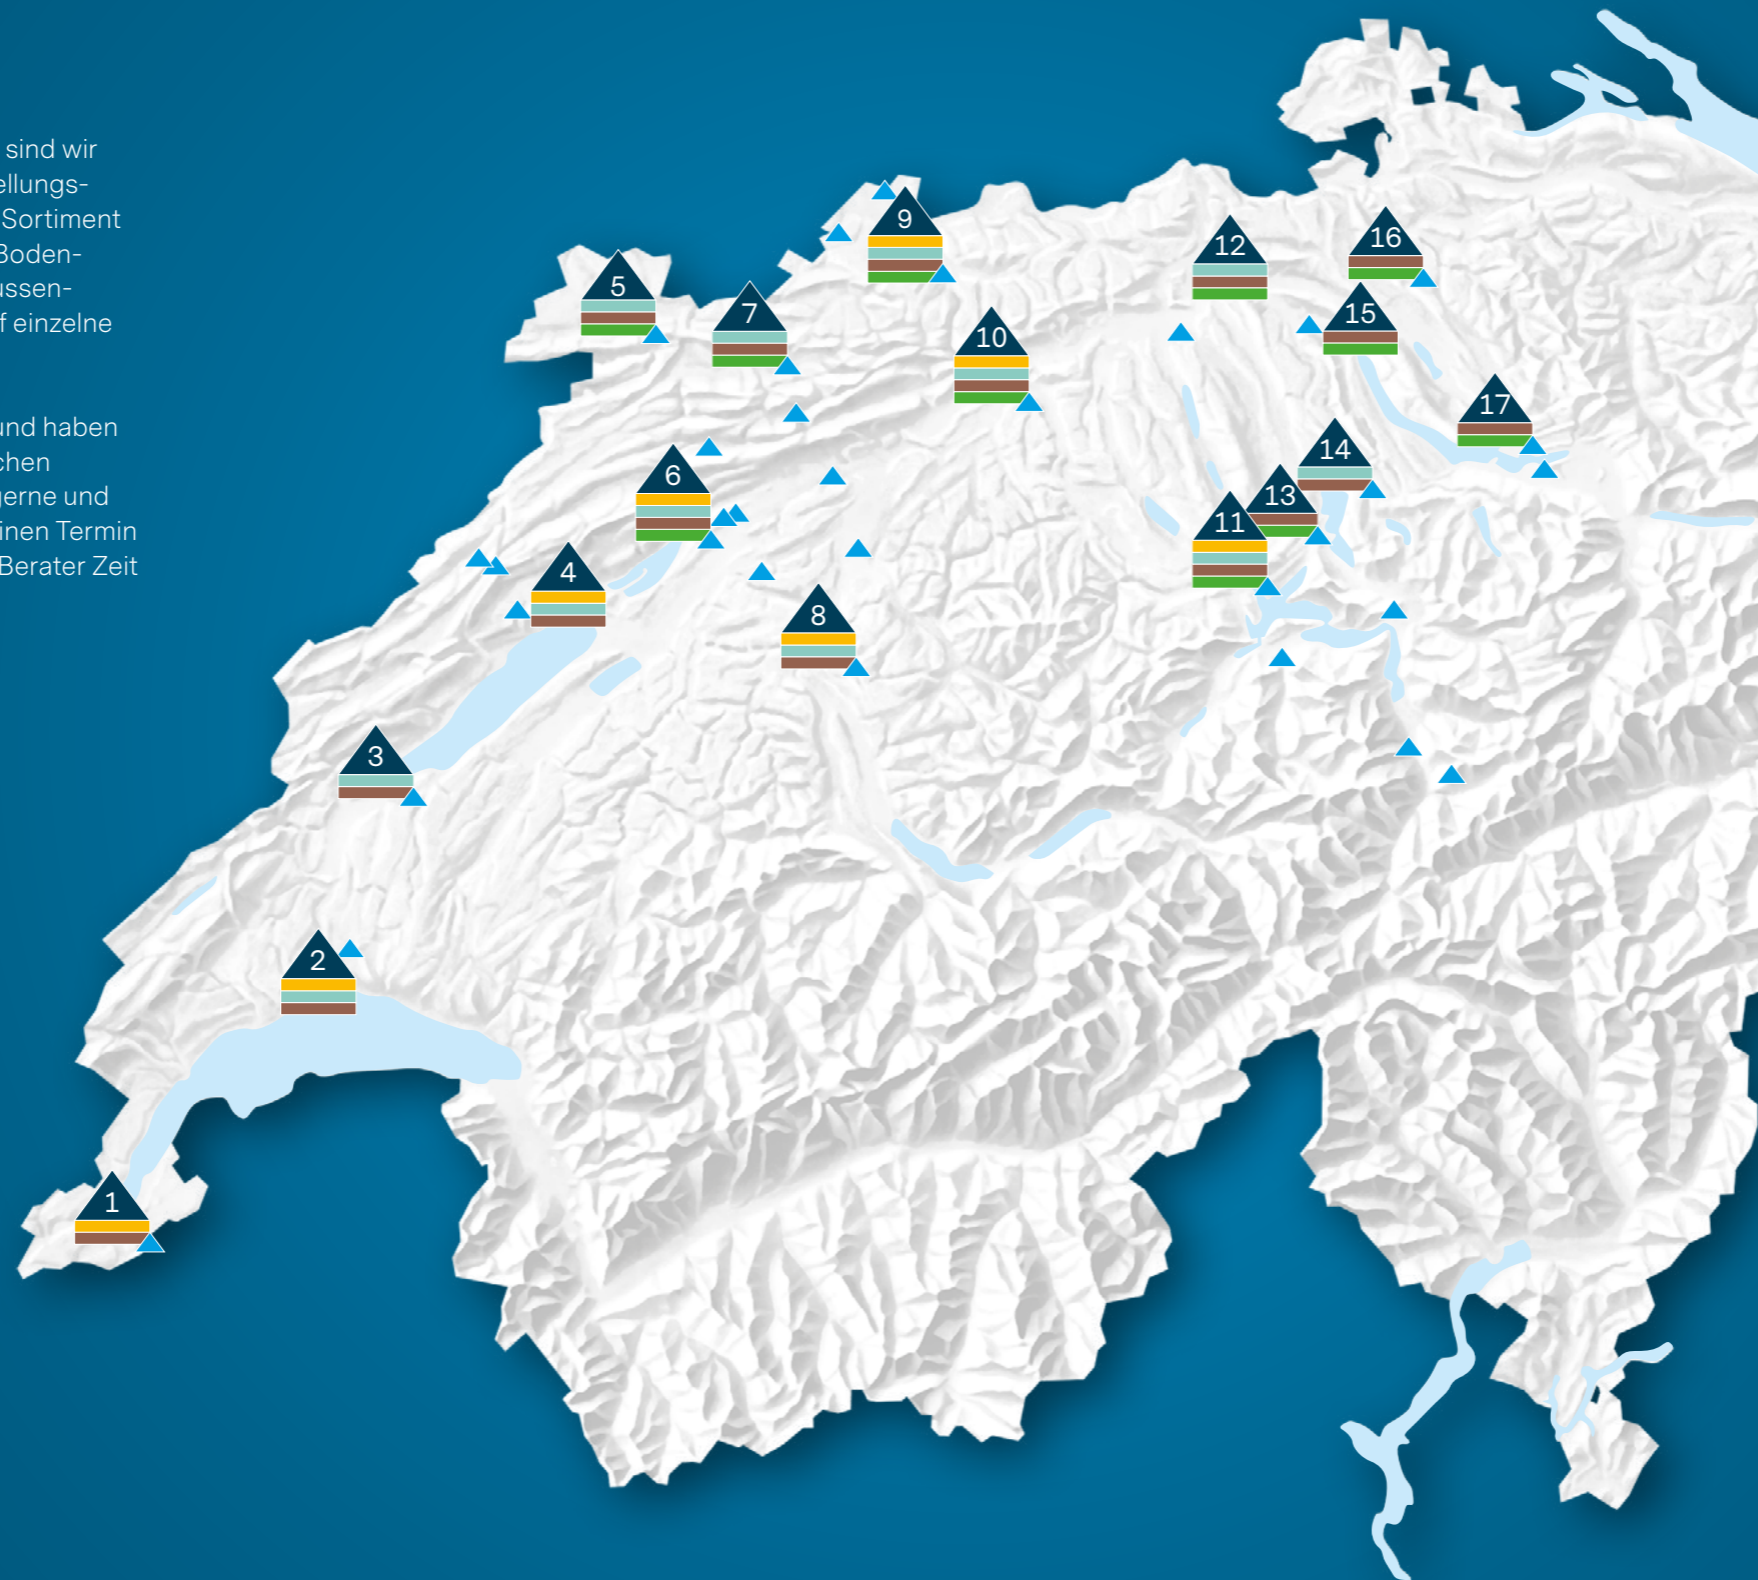 sind wir
ellungs-
Sortiment
Boden-
ussen-
f einzelne
und haben
chen
gerne und
inen Termin
Berater Zeit
9
16
12
5
7
15
10
17
14
6
13
11
4
8
3
2
1